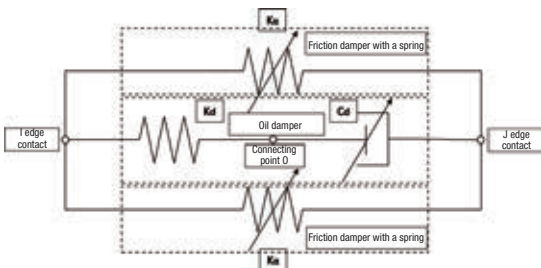 Ka
Friction damper with a spring
Kd
Cd
Oil damper
I edge
contact
Connecting
point O
J edge
contact
Friction damper with a spring
Ka